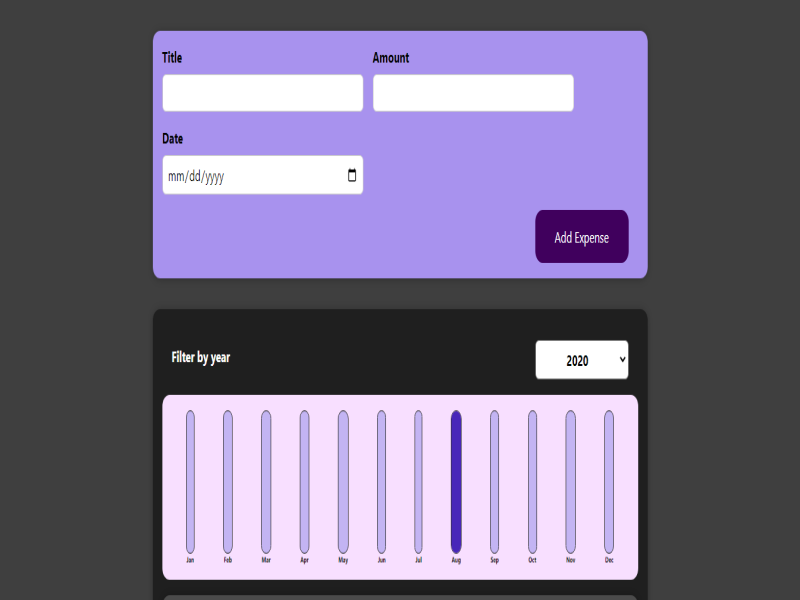 Title Amount
Date
mm/dd/yyyy
Add Expense
Filter by year 2020
Jan Feb Mar Apr May Jun Jul Aug Sep Oct Nov Dec